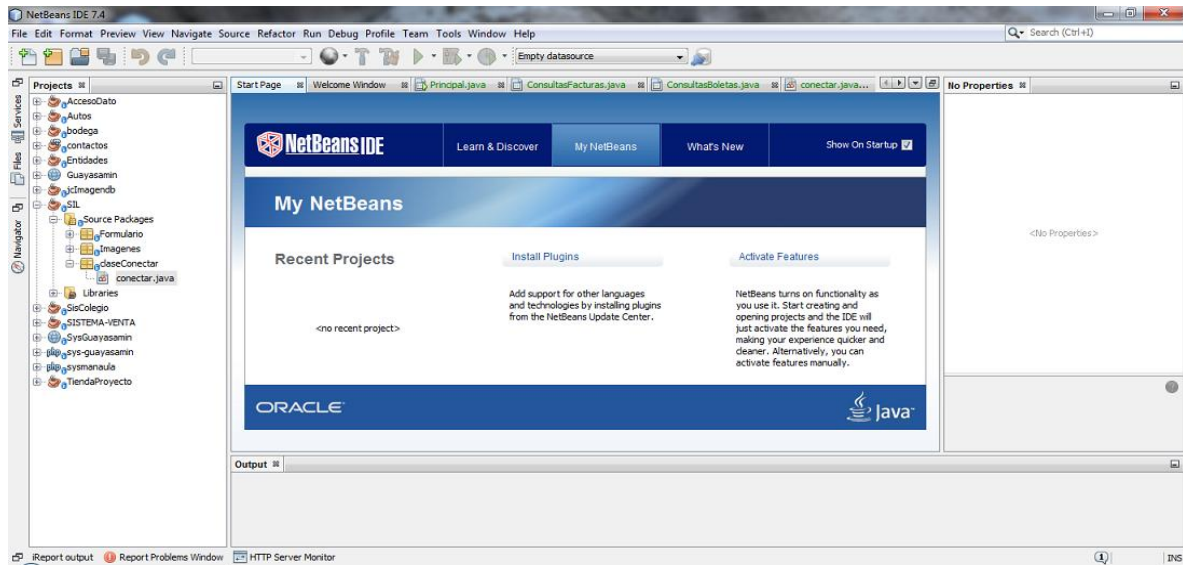 NetBeans IDE 7.4
File Edit Format Preview View Navigate Source Refactor Run Debug Profile Team Tools Window Help
Search (Ctrl+I)
Empty datasource
Services
Files
Navigator
Projects
AccesoDato
Autos
bodega
contactos
Entidades
Guayasamin
jcImagendb
SIL
Source Packages
Formulario
Imagenes
claseConectar
conectar.java
Libraries
SisColegio
SISTEMA-VENTA
SysGuayasamin
sys-guayasamin
sysmanaula
TiendaProyecto
Start Page Welcome Window Principal.java ConsultasFacturas.java ConsultasBoletas.java conectar.java...
NetBeans IDE
Learn & Discover My NetBeans What's New Show On Startup
My NetBeans
Recent Projects
<no recent project>
Install Plugins
Add support for other languages
and technologies by installing plugins
from the NetBeans Update Center.
Activate Features
NetBeans turns on functionality as
you use it. Start creating and
opening projects and the IDE will
just activate the features you need,
making your experience quicker and
cleaner. Alternatively, you can
activate features manually.
ORACLE
Java
No Properties
<No Properties>
Output
iReport output Report Problems Window HTTP Server Monitor
1 INS